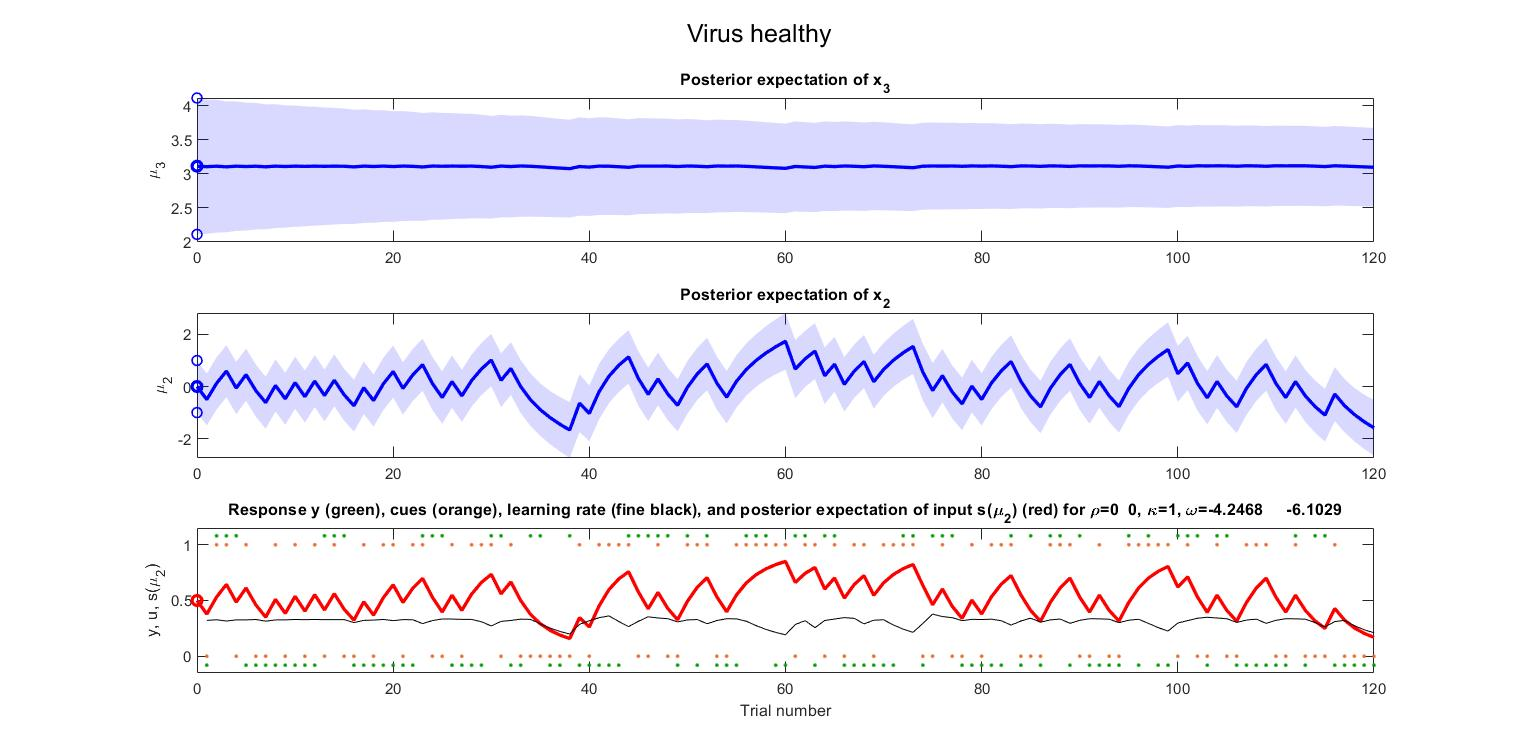 Virus healthy
Posterior expectation of x3
4
3.5
3
2.5
2
μ3
0 20 40 60 80 100 120
Posterior expectation of x2
2
0
-2
μ2
0 20 40 60 80 100 120
Response y (green), cues (orange), learning rate (fine black), and posterior expectation of input s(μ2) (red) for ρ=0 0, κ=1, ω=-4.2468 -6.1029
1
0.5
0
y, u, s(μ2)
0 20 40 60 80 100 120
Trial number